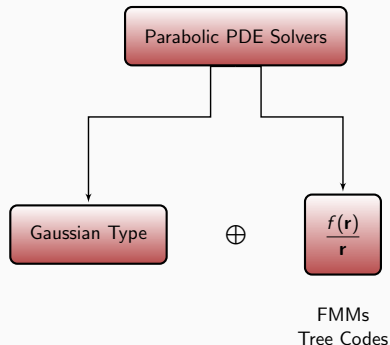 Parabolic PDE Solvers
Gaussian Type
⊕
f(r)
r
FMMs
Tree Codes